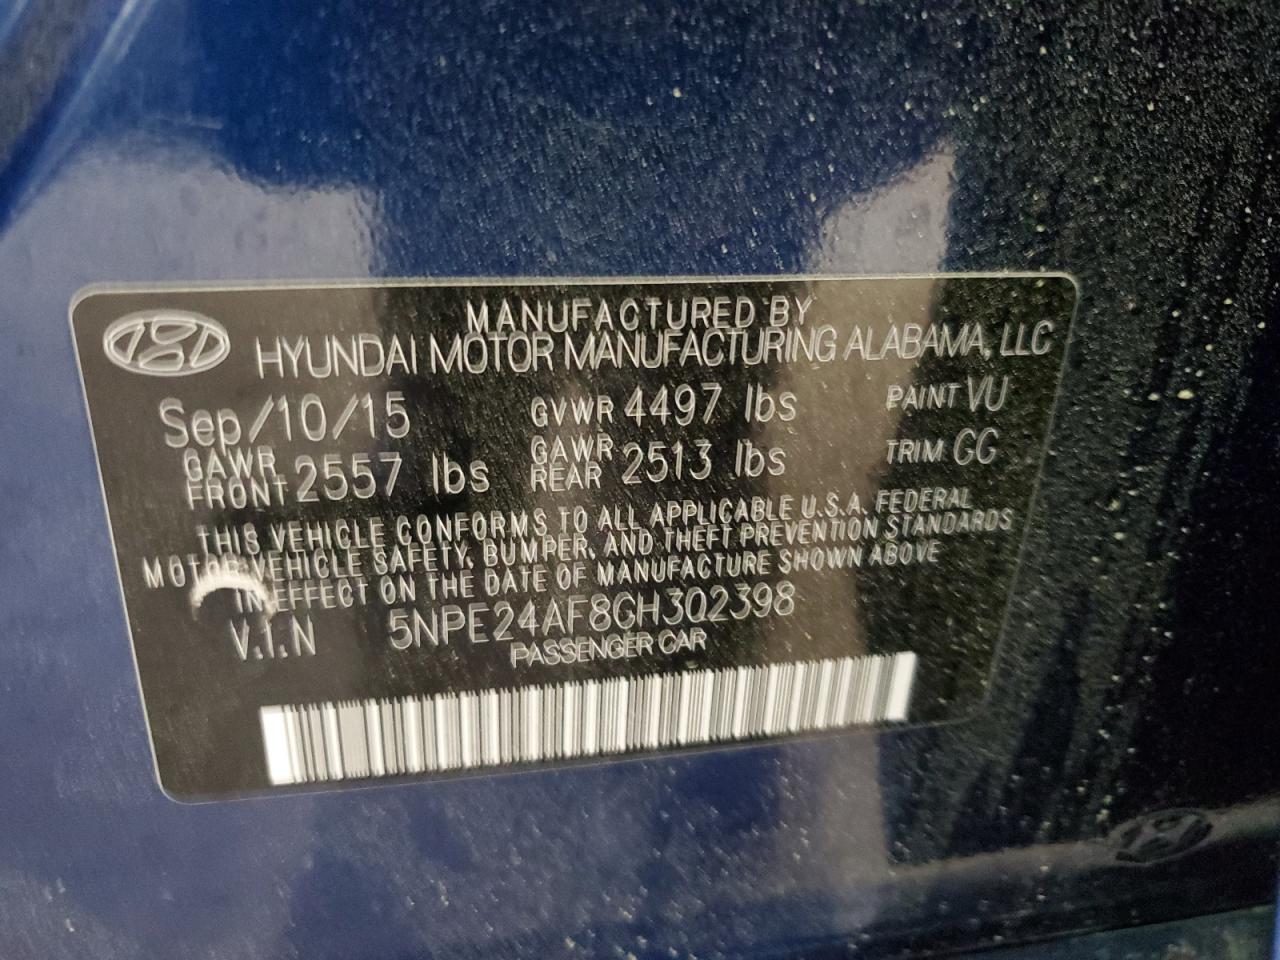 MANUFACTURED BY
HYUNDAI MOTOR MANUFACTURING ALABAMA, LLC
Sep/10/15 GVWR 4497 lbs PAINT VU
GAWR FRONT 2557 lbs GAWR REAR 2513 lbs TRIM GG
THIS VEHICLE CONFORMS TO ALL APPLICABLE U.S.A. FEDERAL
MOTOR VEHICLE SAFETY, BUMPER, AND THEFT PREVENTION STANDARDS
IN EFFECT ON THE DATE OF MANUFACTURE SHOWN ABOVE
V.I.N 5NPE24AF8GH302398
PASSENGER CAR